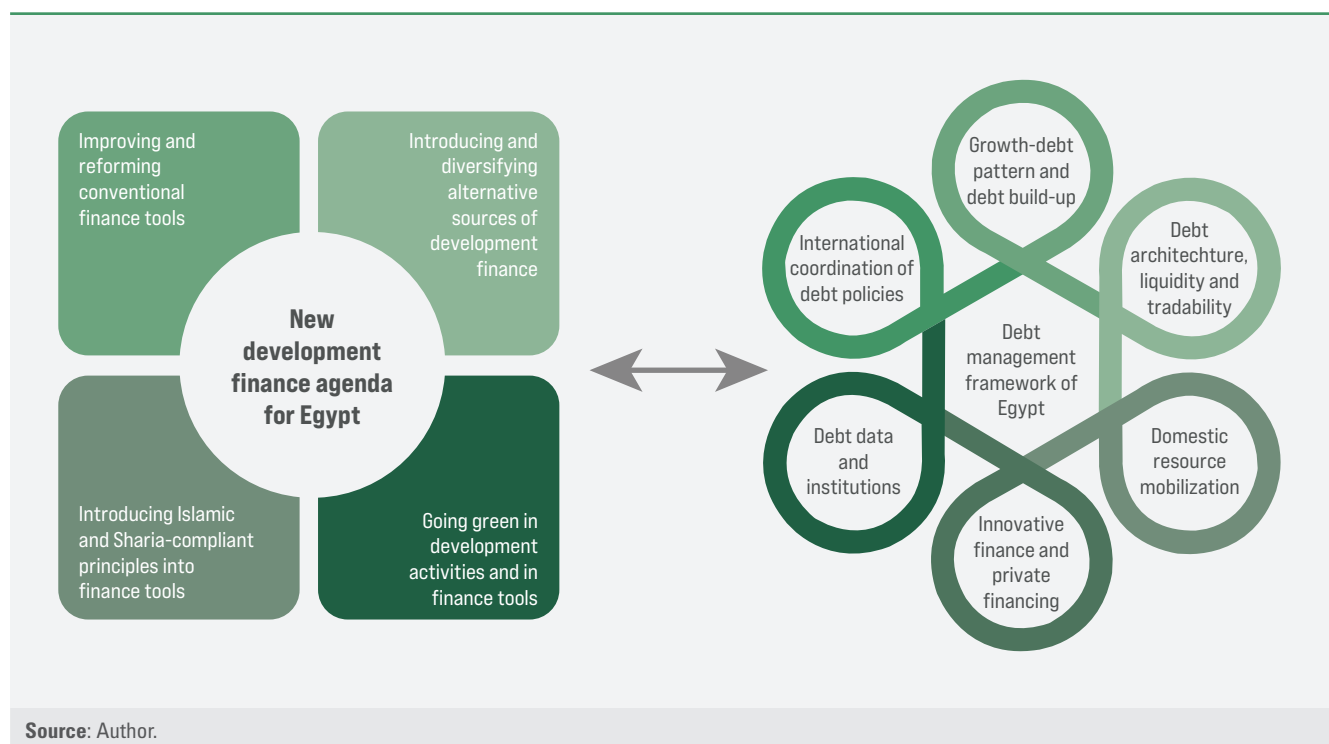 Improving and
reforming
conventional
finance tools
Introducing and
diversifying
alternative
sources of
development
finance
New
development
finance agenda
for Egypt
Introducing Islamic
and Sharia-compliant
principles into
finance tools
Going green in
development
activities and in
finance tools
Growth-debt
pattern and
debt build-up
International
coordination of
debt policies
Debt
architechture,
liquidity and
tradability
Debt
management
framework of
Egypt
Debt data
and
institutions
Domestic
resource
mobilization
Innovative
finance and
private
financing
Source: Author.